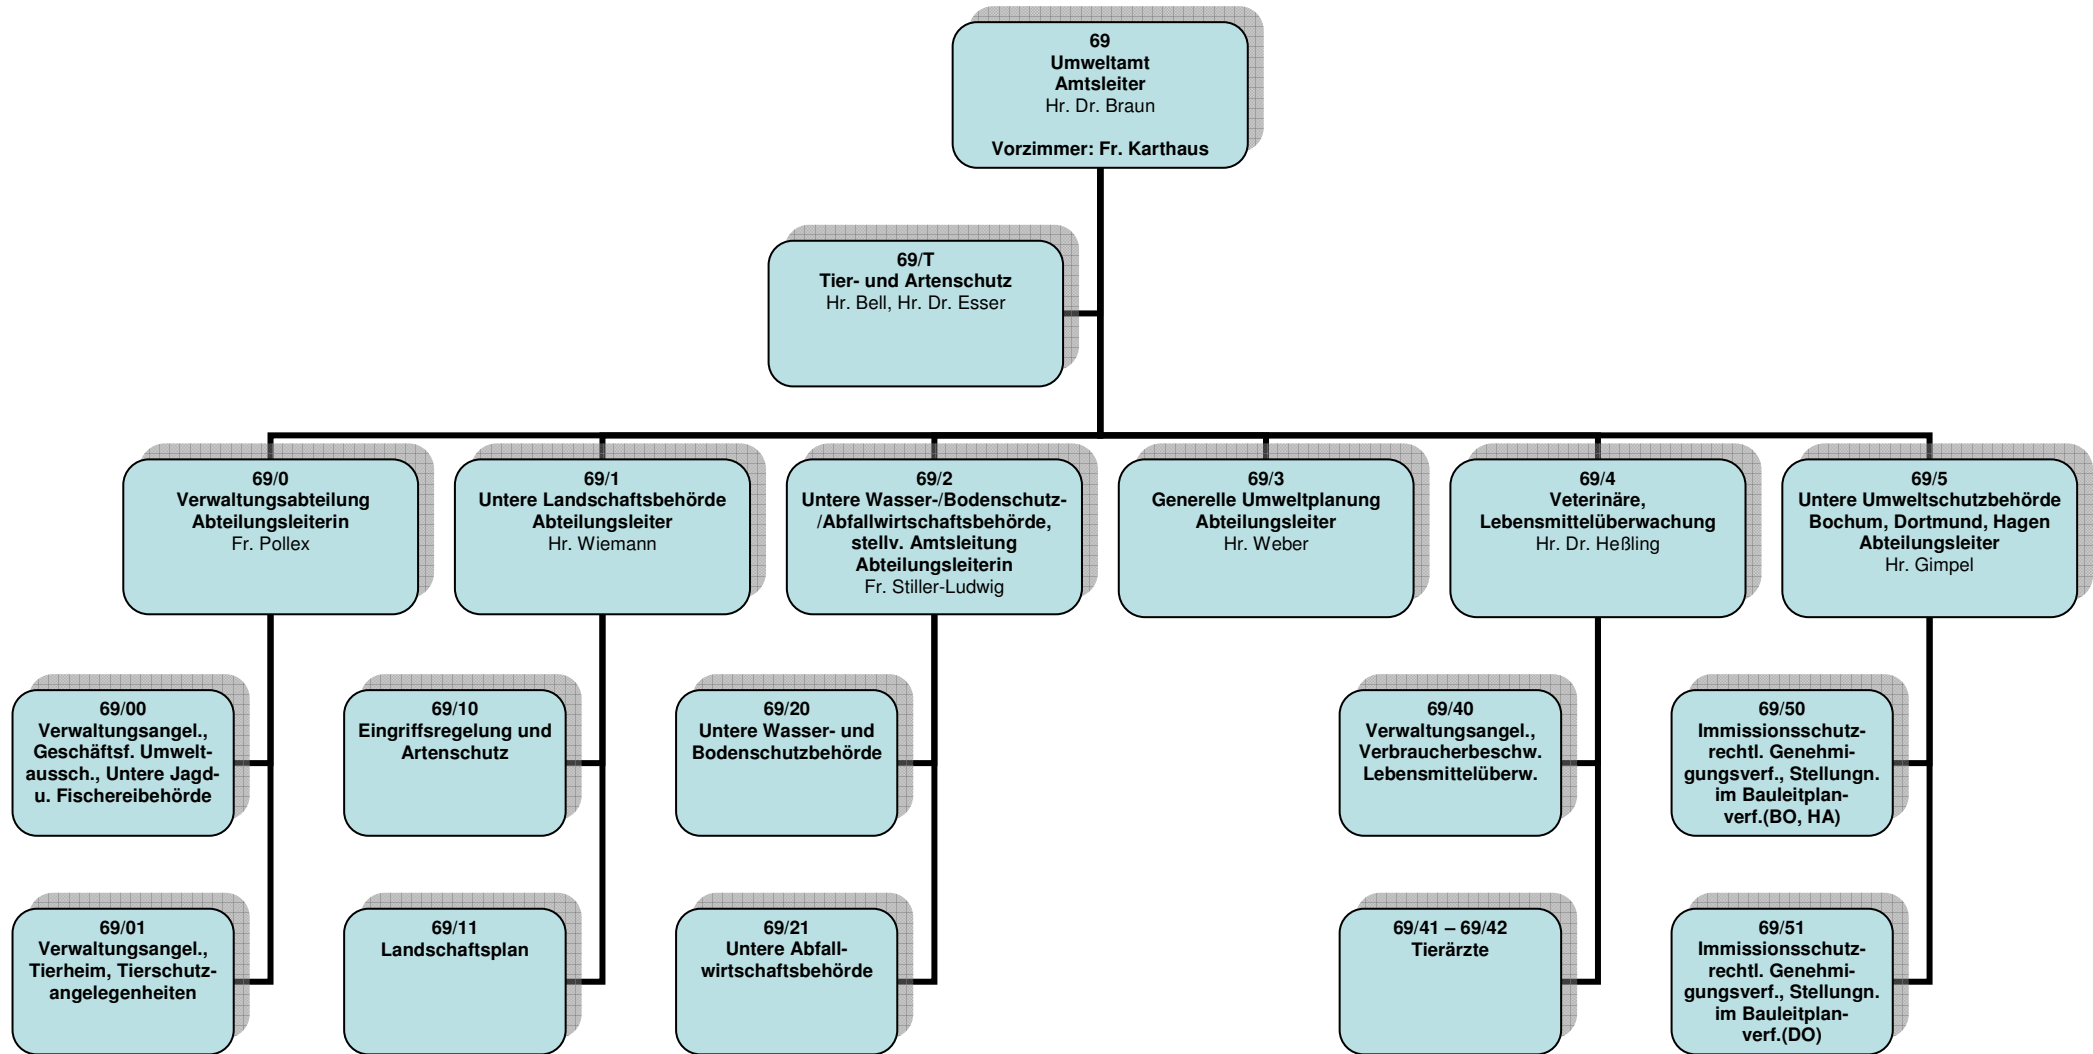 69
Umweltamt
Amtsleiter
Hr. Dr. Braun
Vorzimmer: Fr. Karthaus
69/T
Tier- und Artenschutz
Hr. Bell, Hr. Dr. Esser
69/0
Verwaltungsabteilung
Abteilungsleiterin
Fr. Pollex
69/1
Untere Landschaftsbehörde
Abteilungsleiter
Hr. Wiemann
69/2
Untere Wasser-/Bodenschutz-
/Abfallwirtschaftsbehörde,
stellv. Amtsleitung
Abteilungsleiterin
Fr. Stiller-Ludwig
69/3
Generelle Umweltplanung
Abteilungsleiter
Hr. Weber
69/4
Veterinäre,
Lebensmittelüberwachung
Hr. Dr. Heßling
69/5
Untere Umweltschutzbehörde
Bochum, Dortmund, Hagen
Abteilungsleiter
Hr. Gimpel
69/00
Verwaltungsangel.,
Geschäftsf. Umwelt-
aussch., Untere Jagd-
u. Fischereibehörde
69/10
Eingriffsregelung und
Artenschutz
69/20
Untere Wasser- und
Bodenschutzbehörde
69/40
Verwaltungsangel.,
Verbraucherbeschw.
Lebensmittelüberw.
69/50
Immissionsschutz-
rechtl. Genehmi-
gungsverf., Stellungn.
im Bauleitplan-
verf.(BO, HA)
69/01
Verwaltungsangel.,
Tierheim, Tierschutz-
angelegenheiten
69/11
Landschaftsplan
69/21
Untere Abfall-
wirtschaftsbehörde
69/41 – 69/42
Tierärzte
69/51
Immissionsschutz-
rechtl. Genehmi-
gungsverf., Stellungn.
im Bauleitplan-
verf.(DO)